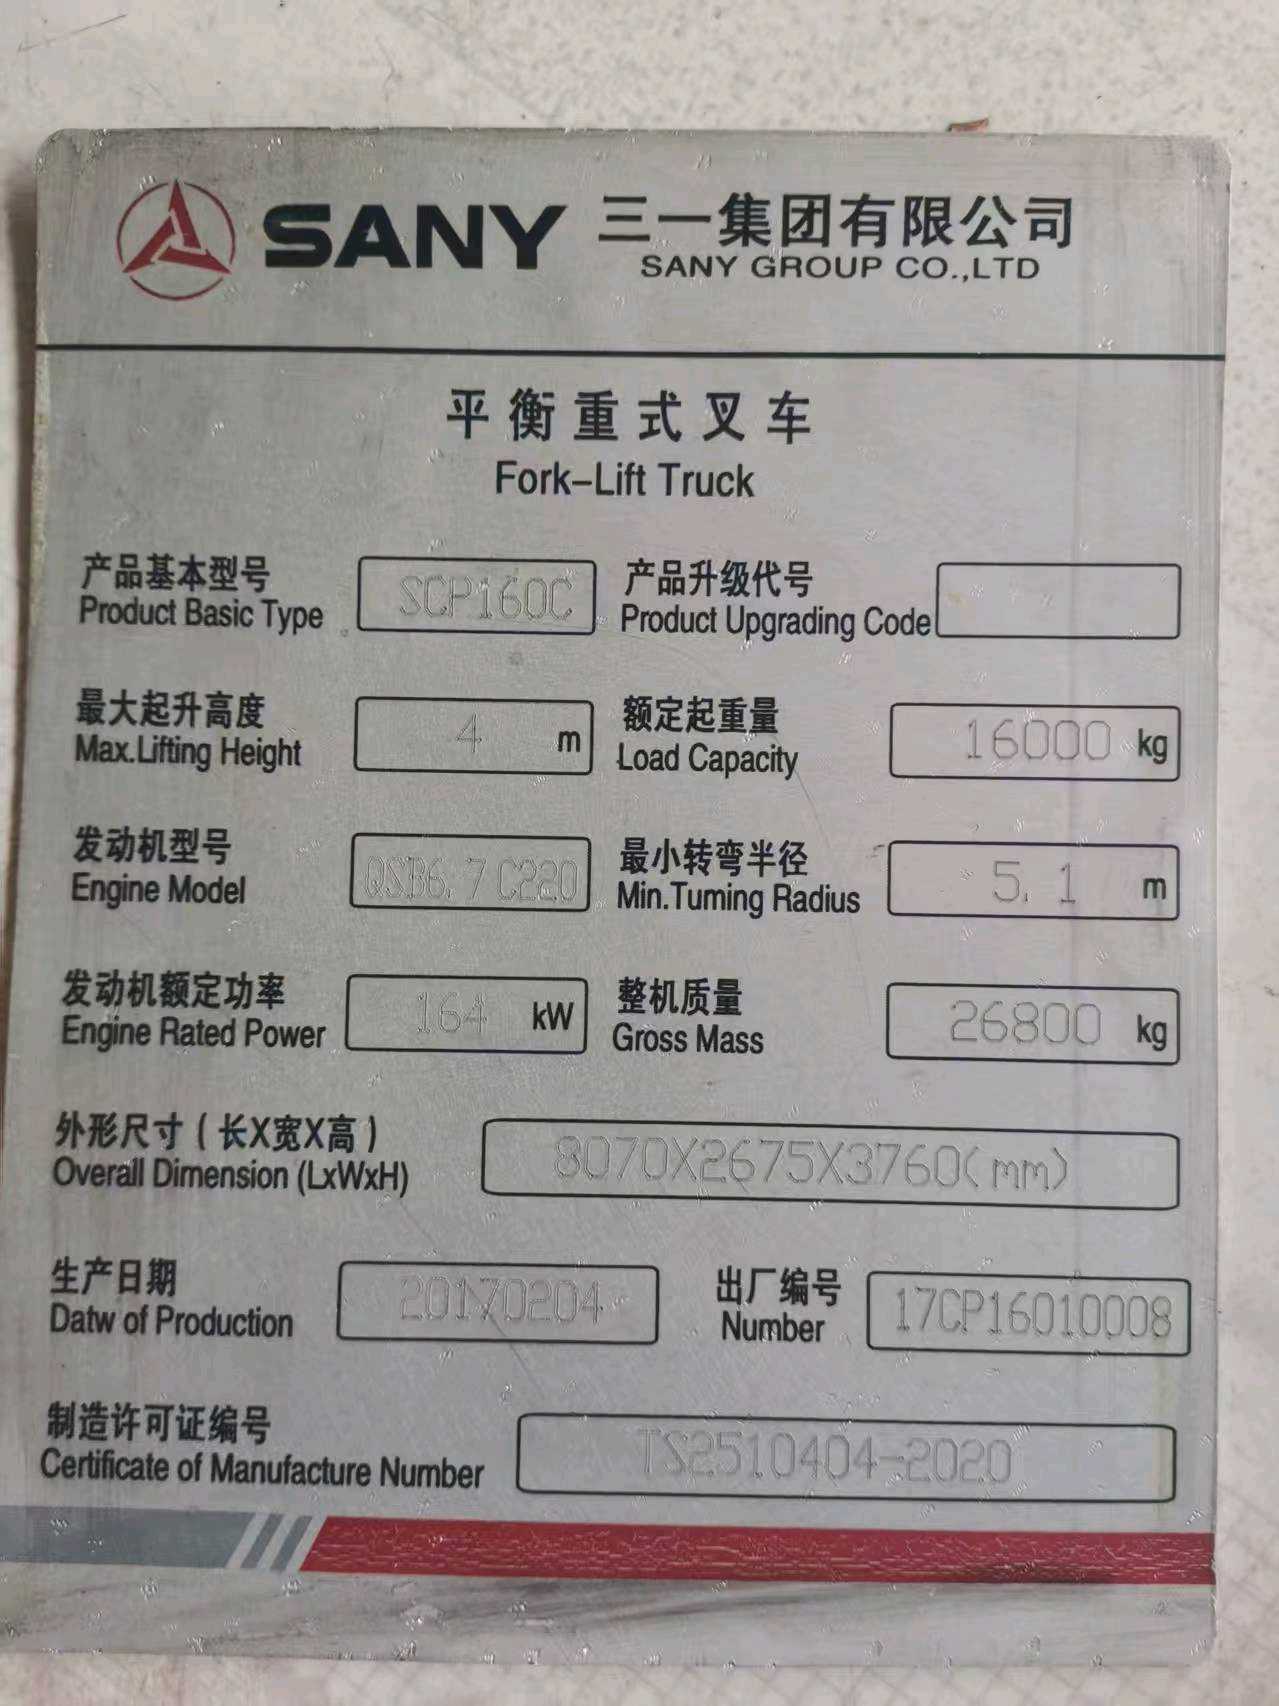 SANY 三一集团有限公司
SANY GROUP CO.,LTD
平衡重式叉车
Fork-Lift Truck
产品基本型号 SCP160C 产品升级代号
Product Basic Type Product Upgrading Code
最大起升高度 4 m 额定起重量 16000 kg
Max.Lifting Height Load Capacity
发动机型号 QSB6.7 C220 最小转弯半径 5.1 m
Engine Model Min.Tuming Radius
发动机额定功率 164 kW 整机质量 26800 kg
Engine Rated Power Gross Mass
外形尺寸(长X宽X高) 8070X2675X3760(mm)
Overall Dimension (LxWxH)
生产日期 20170204 出厂编号 17CP16010008
Datw of Production Number
制造许可证编号 TS2510404-2020
Certificate of Manufacture Number